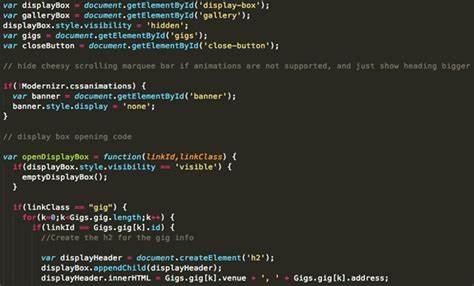 var displayBox = document.getElementById('display-box');
var galleryBox = document.getElementById('gallery');
displayBox.style.visibility = 'hidden';
var gigs = document.getElementById('gigs');
var closeButton = document.getElementById('close-button');
// hide cheesy scrolling marquee bar if animations are not supported, and just show heading bigger
if(!Modernizr.cssanimations) {
var banner = document.getElementById('banner');
banner.style.display = 'none';
}
// display box opening code
var openDisplayBox = function(linkId,linkClass) {
if(displayBox.style.visibility == 'visible') {
emptyDisplayBox();
}
if(linkClass == "gig") {
for(k=0;k<Gigs.gig.length;k++) {
if(linkId == Gigs.gig[k].id) {
//Create the h2 for the gig info
var displayHeader = document.createElement('h2');
displayBox.appendChild(displayHeader);
displayHeader.innerHTML = Gigs.gig[k].venue + ', ' + Gigs.gig[k].address;